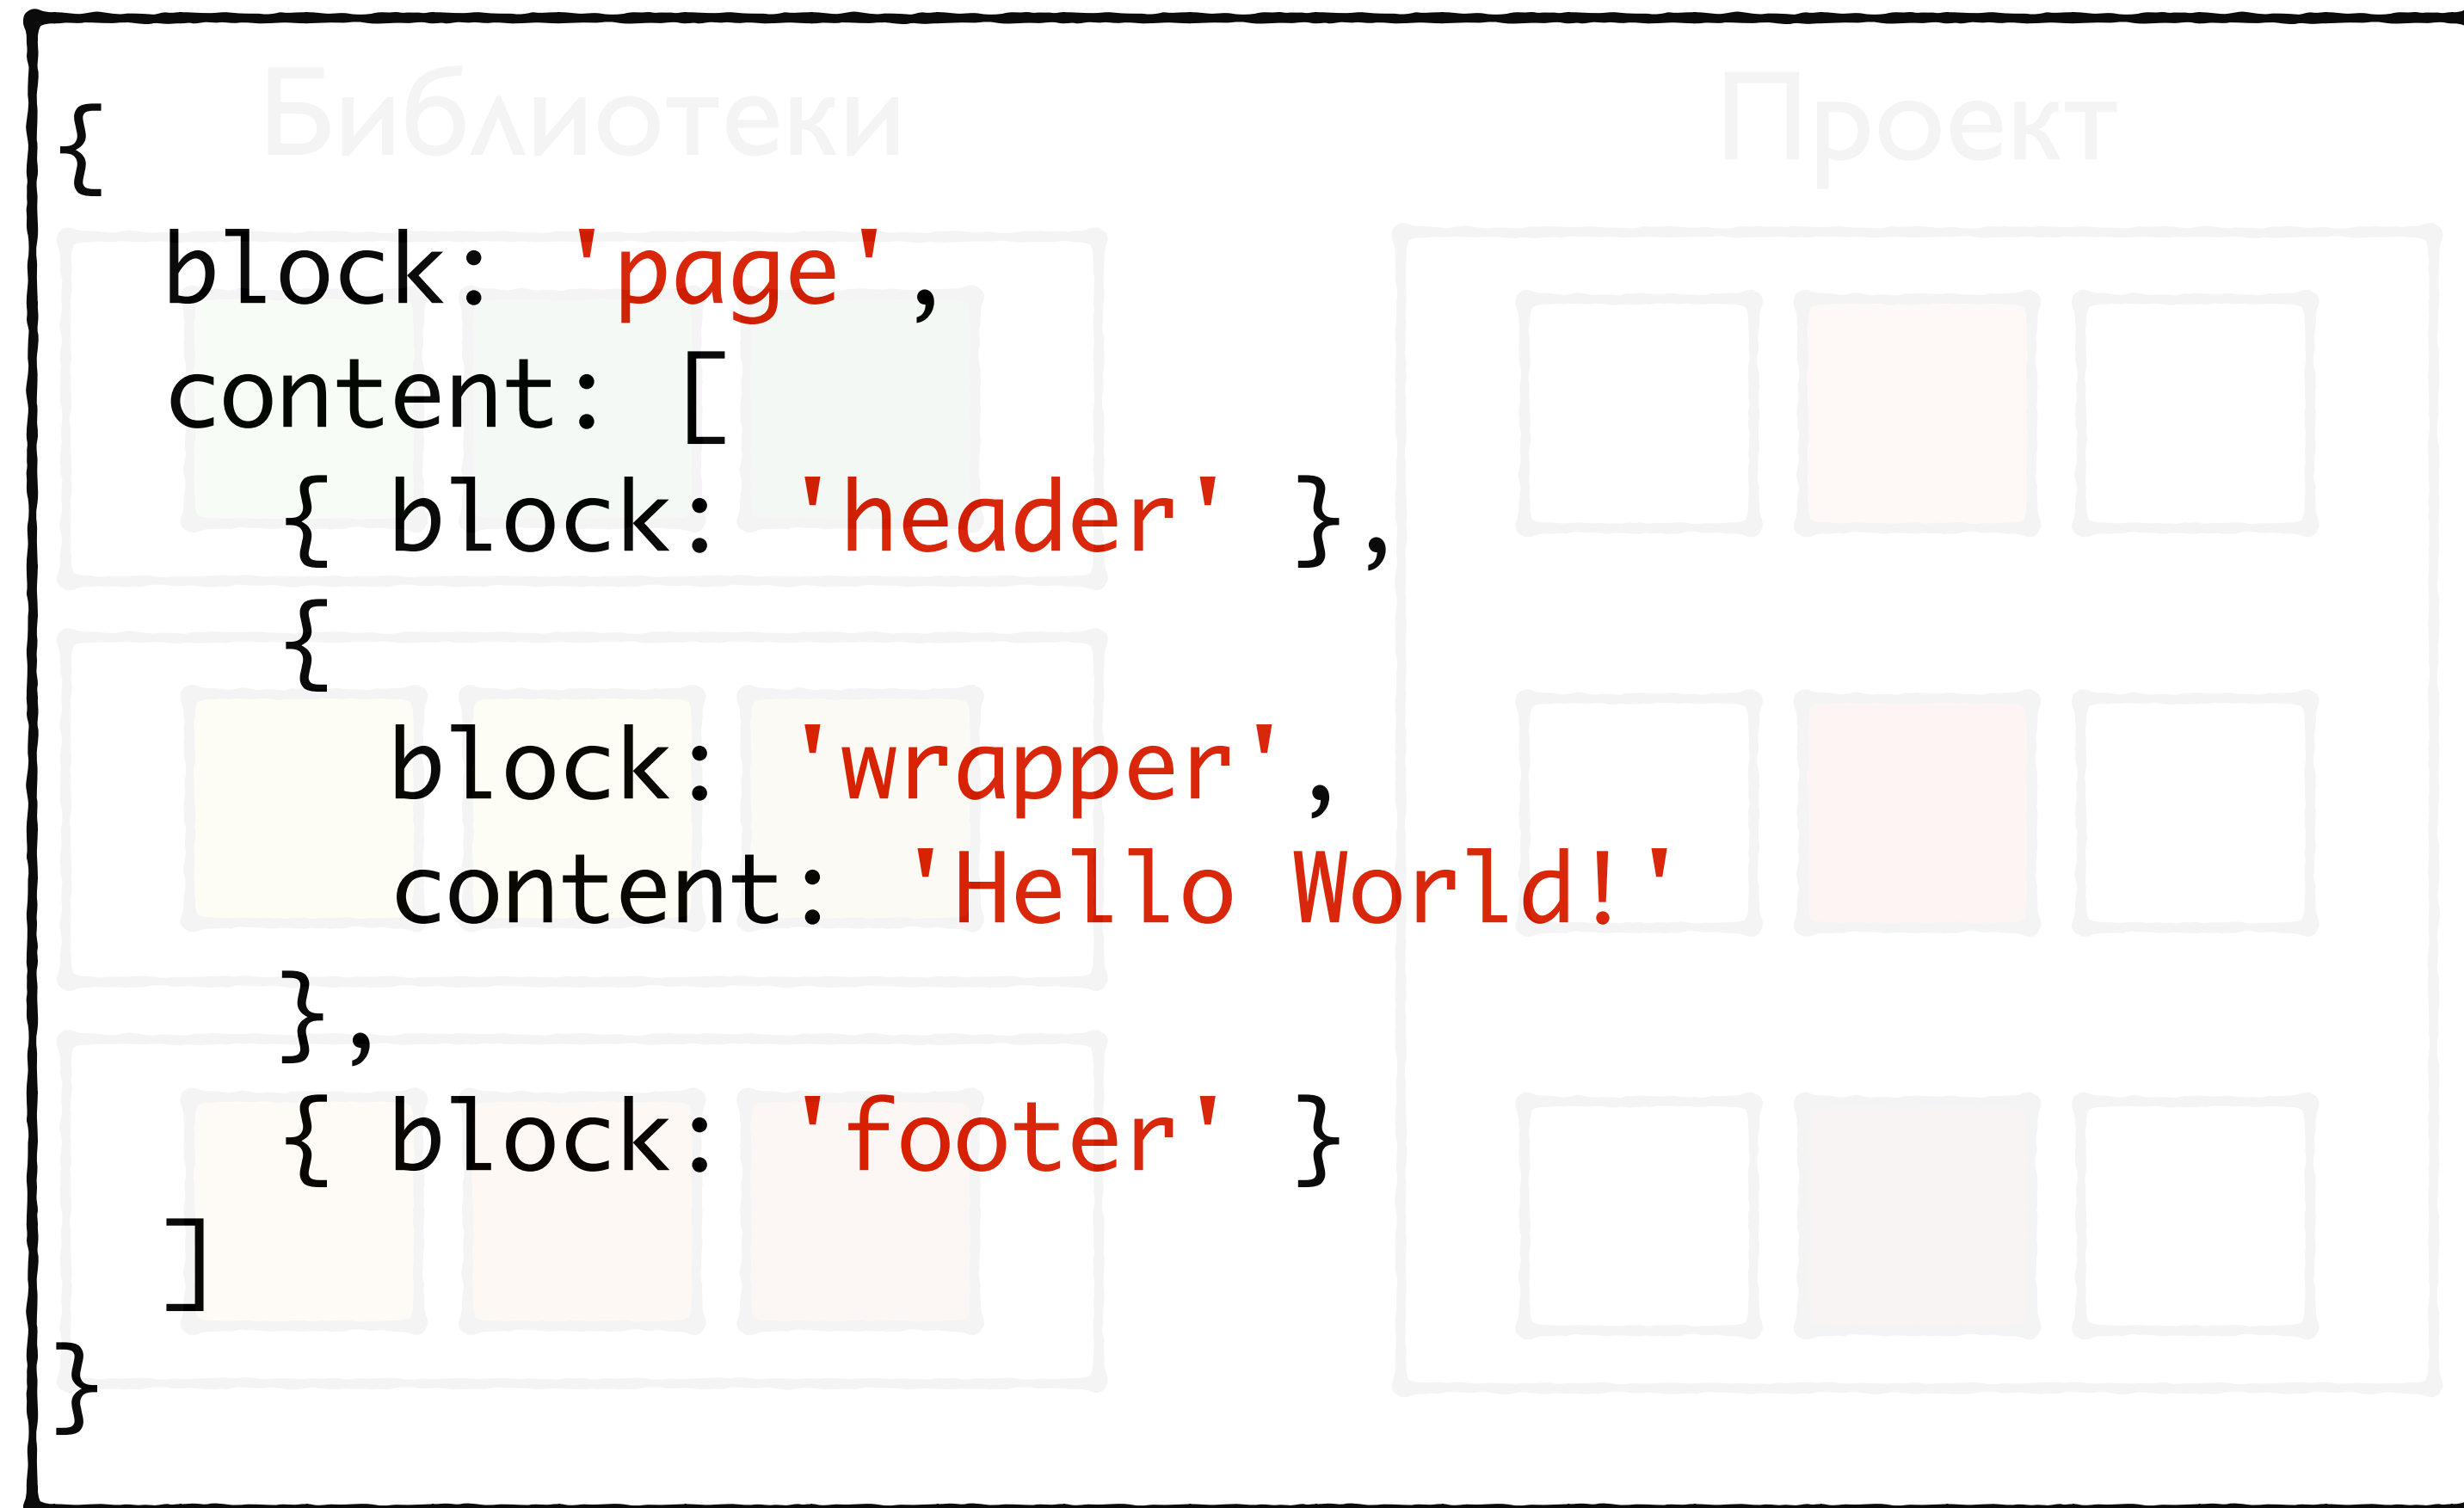 Библиотеки
Проект
{
  block: 'page',
  content: [
    { block: 'header' },
    {
      block: 'wrapper',
      content: 'Hello World!'
    },
    { block: 'footer' }
  ]
}